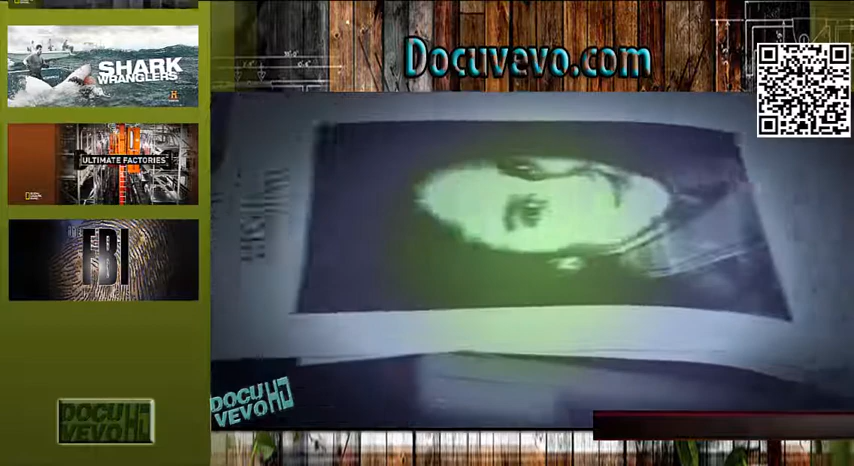 Docuvevo.com
SHARK
WRANGLERS
H
ULTIMATE FACTORIES
FBI
DOCU HD
VEVO
DOCU HD
VEVO